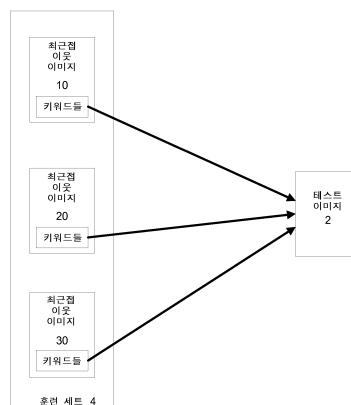 최근접
이웃
이미지
10
키워드들
최근접
이웃
이미지
20
키워드들
테스트
이미지
2
최근접
이웃
이미지
30
키워드들
훈련 세트 4